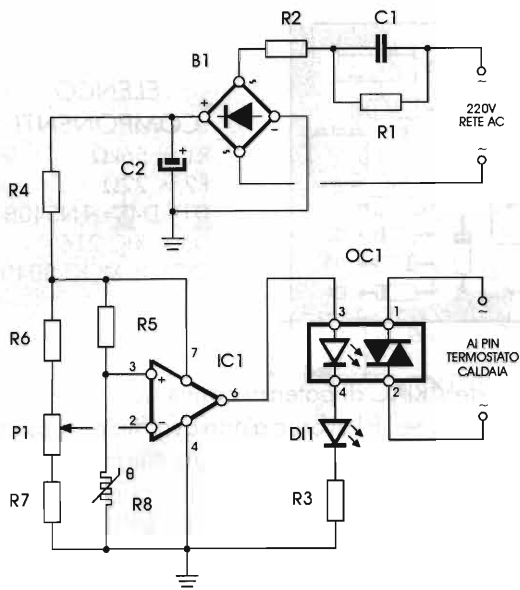 R2
C1
B1
~
+
-
~
R1
~
220V
RETE AC
~
C2
+
R4
OC1
R6
R5
7
IC1
3
+
6
2
-
4
P1
R7
θ
R8
3
1
4
2
~
AI PIN
TERMOSTATO
CALDAIA
~
DI1
R3